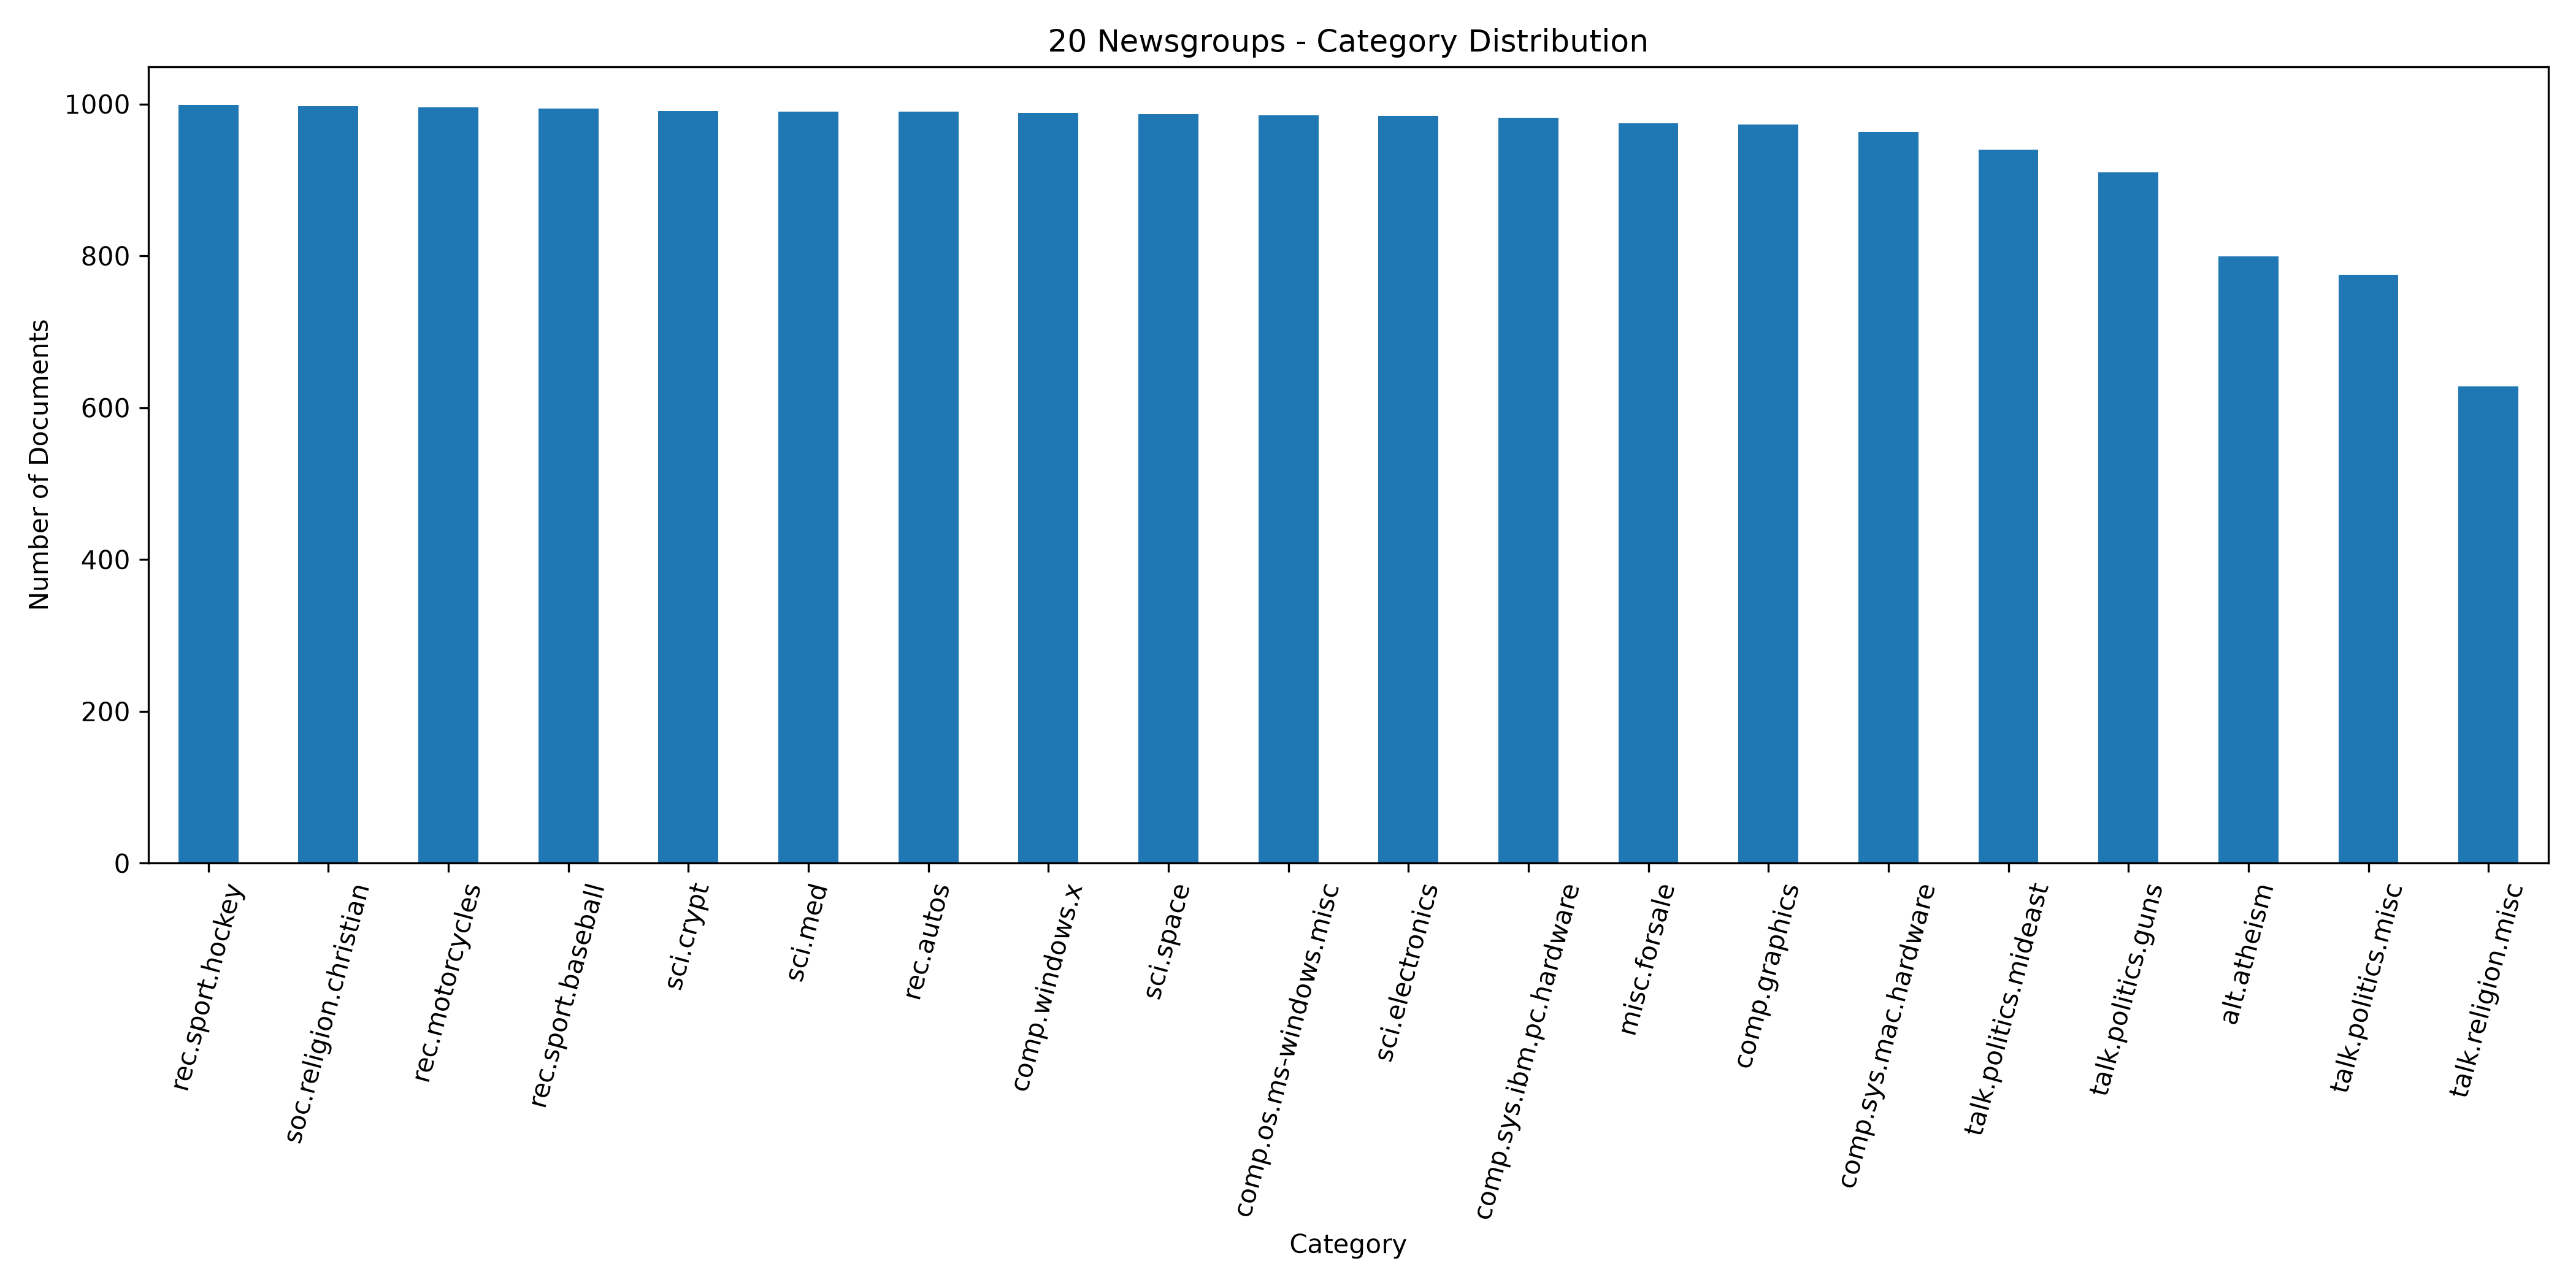 20 Newsgroups - Category Distribution
Number of Documents
1000
800
600
400
200
0
rec.sport.hockey
soc.religion.christian
rec.motorcycles
rec.sport.baseball
sci.crypt
sci.med
rec.autos
comp.windows.x
sci.space
comp.os.ms-windows.misc
sci.electronics
comp.sys.ibm.pc.hardware
misc.forsale
comp.graphics
comp.sys.mac.hardware
talk.politics.mideast
talk.politics.guns
alt.atheism
talk.politics.misc
talk.religion.misc
Category